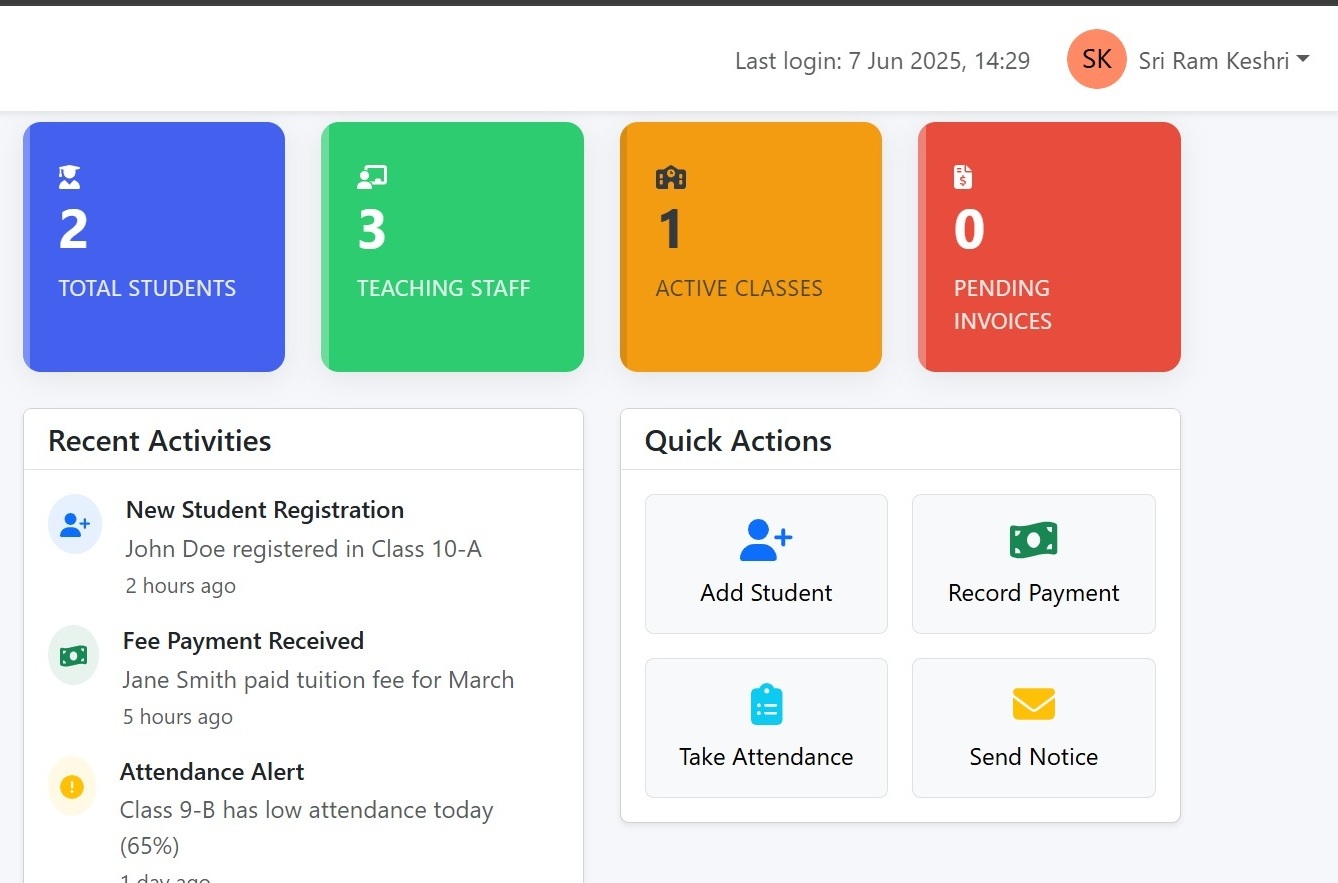 Last login: 7 Jun 2025, 14:29
SK
Sri Ram Keshri
2
TOTAL STUDENTS
3
TEACHING STAFF
1
ACTIVE CLASSES
0
PENDING
INVOICES
Recent Activities
New Student Registration
John Doe registered in Class 10-A
2 hours ago
Fee Payment Received
Jane Smith paid tuition fee for March
5 hours ago
Attendance Alert
Class 9-B has low attendance today
(65%)
1 day ago
Quick Actions
Add Student
Record Payment
Take Attendance
Send Notice